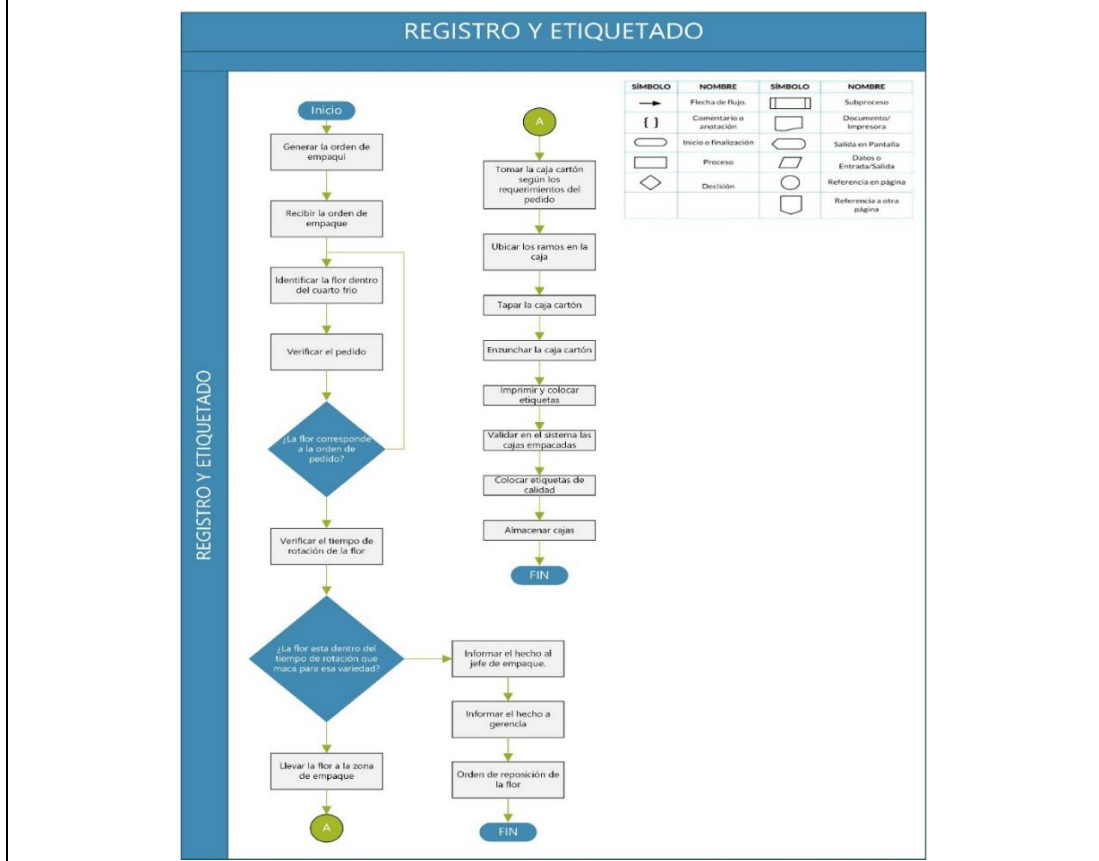 REGISTRO Y ETIQUETADO
REGISTRO Y ETIQUETADO
Inicio
Generar la orden de
empaqui
Recibir la orden de
empaque
Identificar la flor dentro
del cuarto frio
Verificar el pedido
¿La flor corresponde
a la orden de
pedido?
Verificar el tiempo de
rotación de la flor
¿La flor esta dentro del
tiempo de rotación que
maca para esa variedad?
Llevar la flor a la zona
de empaque
A
Informar el hecho al
jefe de empaque.
Informar el hecho a
gerencia
Orden de reposición de
la flor
FIN
A
Tomar la caja cartón
según los
requerimientos del
pedido
Ubicar los ramos en la
caja
Tapar la caja cartón
Enzunchar la caja cartón
Imprimir y colocar
etiquetas
Validar en el sistema las
cajas empacadas
Colocar etiquetas de
calidad
Almacenar cajas
FIN
SÍMBOLO NOMBRE SÍMBOLO NOMBRE
Flecha de flujo. Subproceso
{ } Comentario o
anotación
Documento/
Impresora
Inicio o finalización Salida en Pantalla
Proceso Datos o
Entrada/Salida
Decisión Referencia en página
Referencia a otra
página